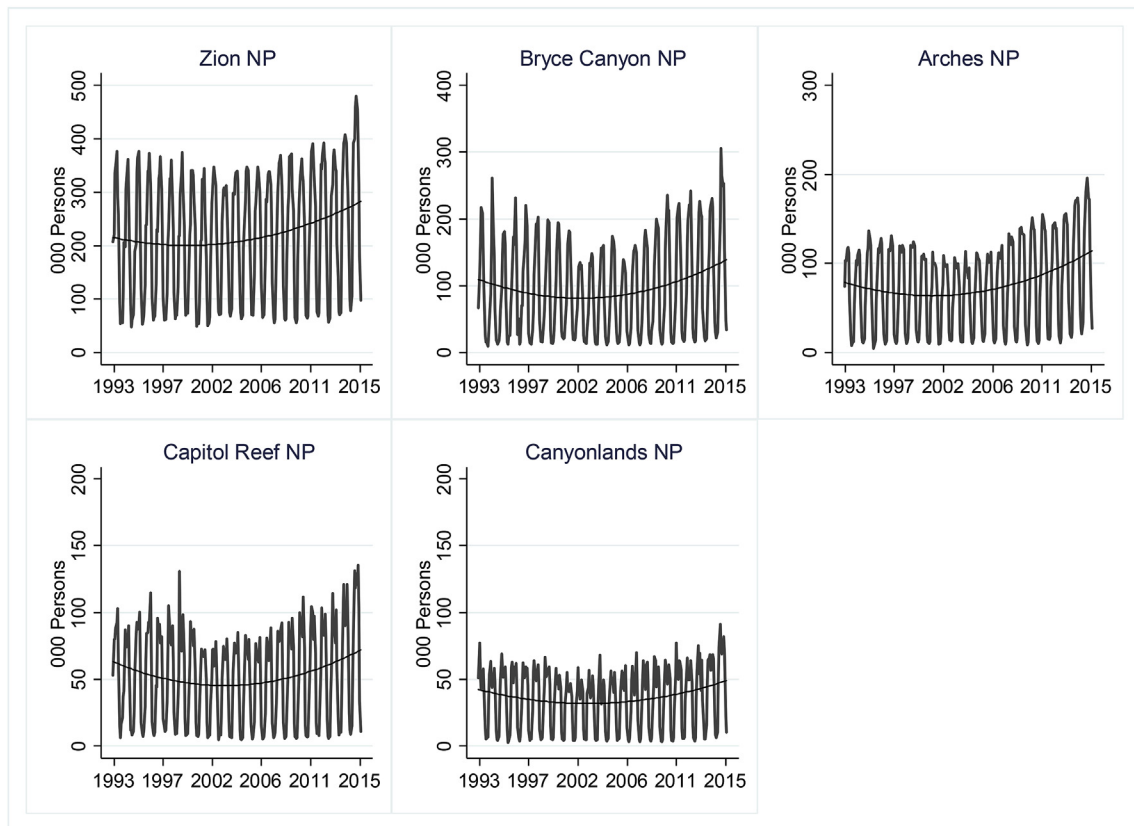 Zion NP
000 Persons
0 100 200 300 400 500
1993 1997 2002 2006 2011 2015
Bryce Canyon NP
000 Persons
0 100 200 300 400
1993 1997 2002 2006 2011 2015
Arches NP
000 Persons
0 100 200 300
1993 1997 2002 2006 2011 2015
Capitol Reef NP
000 Persons
0 50 100 150 200
1993 1997 2002 2006 2011 2015
Canyonlands NP
000 Persons
0 50 100 150 200
1993 1997 2002 2006 2011 2015